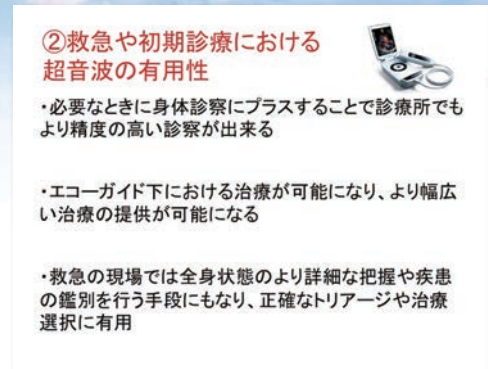 ②救急や初期診療における
超音波の有用性
・必要なときに身体診察にプラスすることで診療所でも
より精度の高い診察が出来る
・エコーガイド下における治療が可能になり、より幅広
い治療の提供が可能になる
・救急の現場では全身状態のより詳細な把握や疾患
の鑑別を行う手段にもなり、正確なトリアージや治療
選択に有用